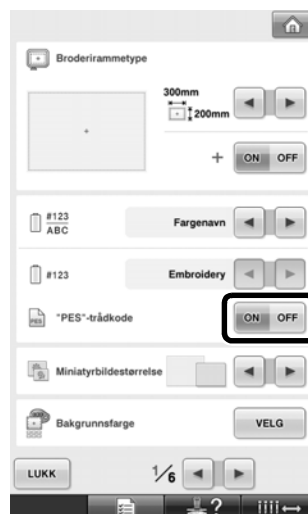 Broderirammetype
300mm
200mm
+ ON OFF
#123
ABC
Fargenavn
#123
Embroidery
PES
"PES"-trådkode
ON OFF
Miniatyrbildestørrelse
Bakgrunnsfarge
VELG
LUKK
1/6
?